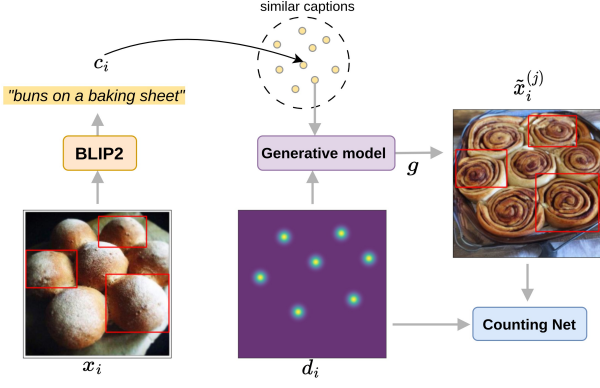 similar captions
c_i
"buns on a baking sheet"
x̃_i^{(j)}
BLIP2
Generative model
g
Counting Net
x_i
d_i